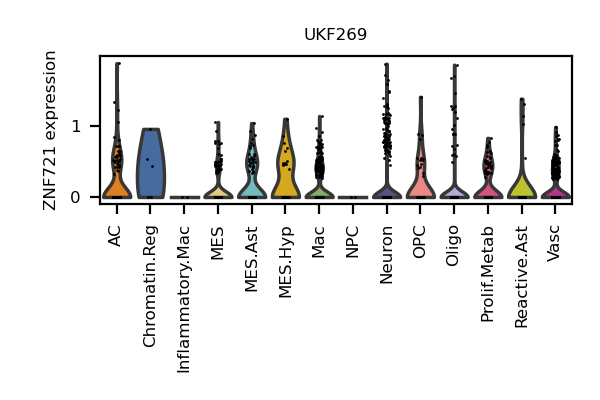 UKF269
ZNF721 expression
1
0
AC
Chromatin.Reg
Inflammatory.Mac
MES
MES.Ast
MES.Hyp
Mac
NPC
Neuron
OPC
Oligo
Prolif.Metab
Reactive.Ast
Vasc